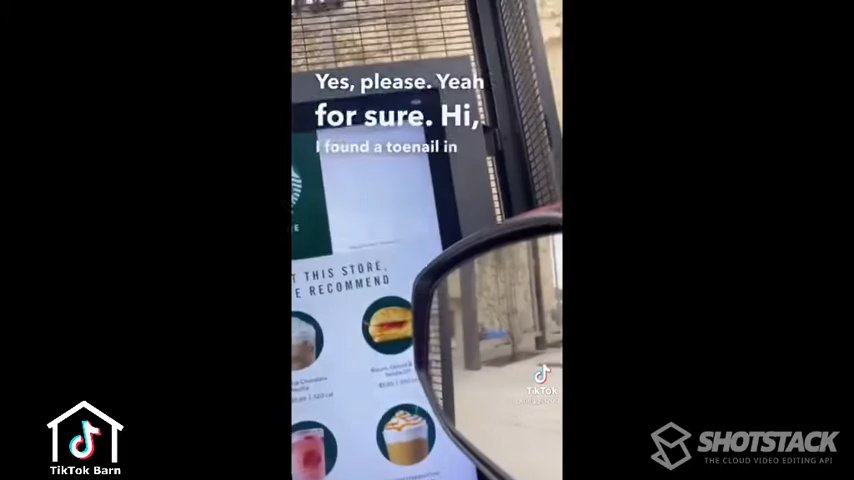 Yes, please. Yeah
for sure. Hi,
I found a toenail in
T THIS STORE,
E RECOMMEND
TikTok
TikTok Barn
SHOTSTACK
THE CLOUD VIDEO EDITING API